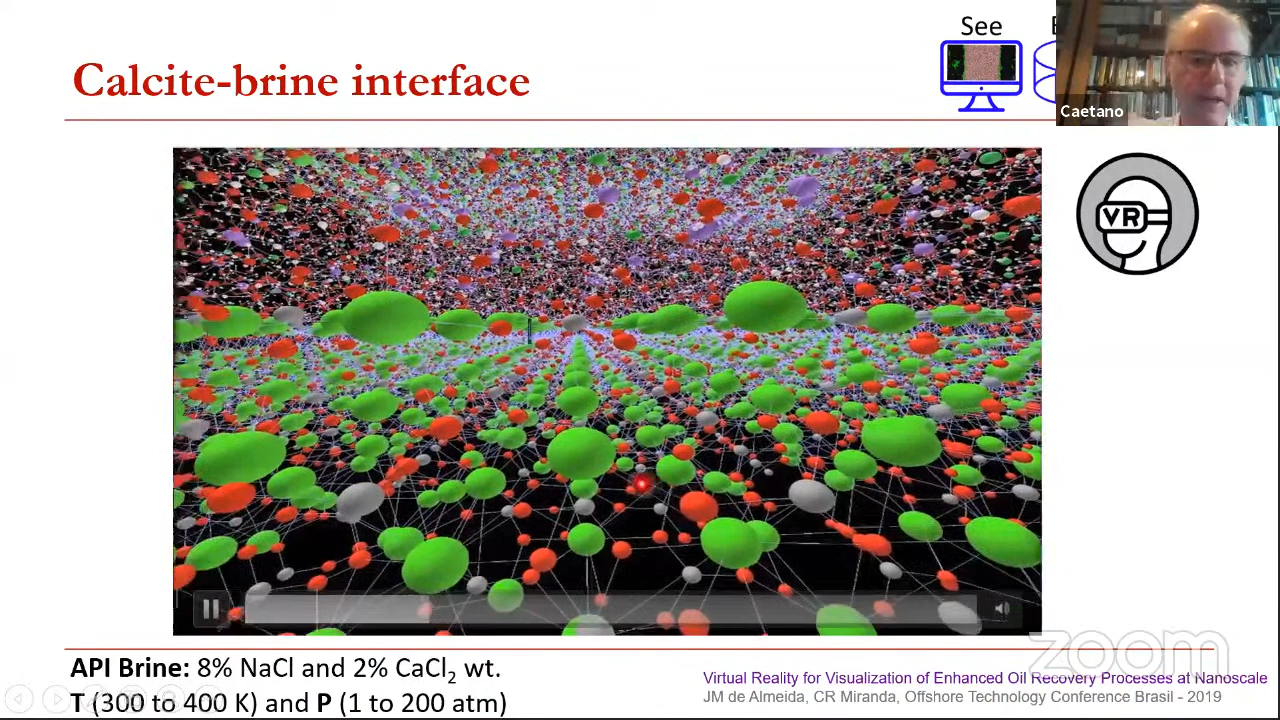 See
Caetano
Calcite-brine interface
VR
API Brine: 8% NaCl and 2% CaCl₂ wt.
T (300 to 400 K) and P (1 to 200 atm)
zoom
Virtual Reality for Visualization of Enhanced Oil Recovery Processes at Nanoscale
JM de Almeida, CR Miranda, Offshore Technology Conference Brasil - 2019